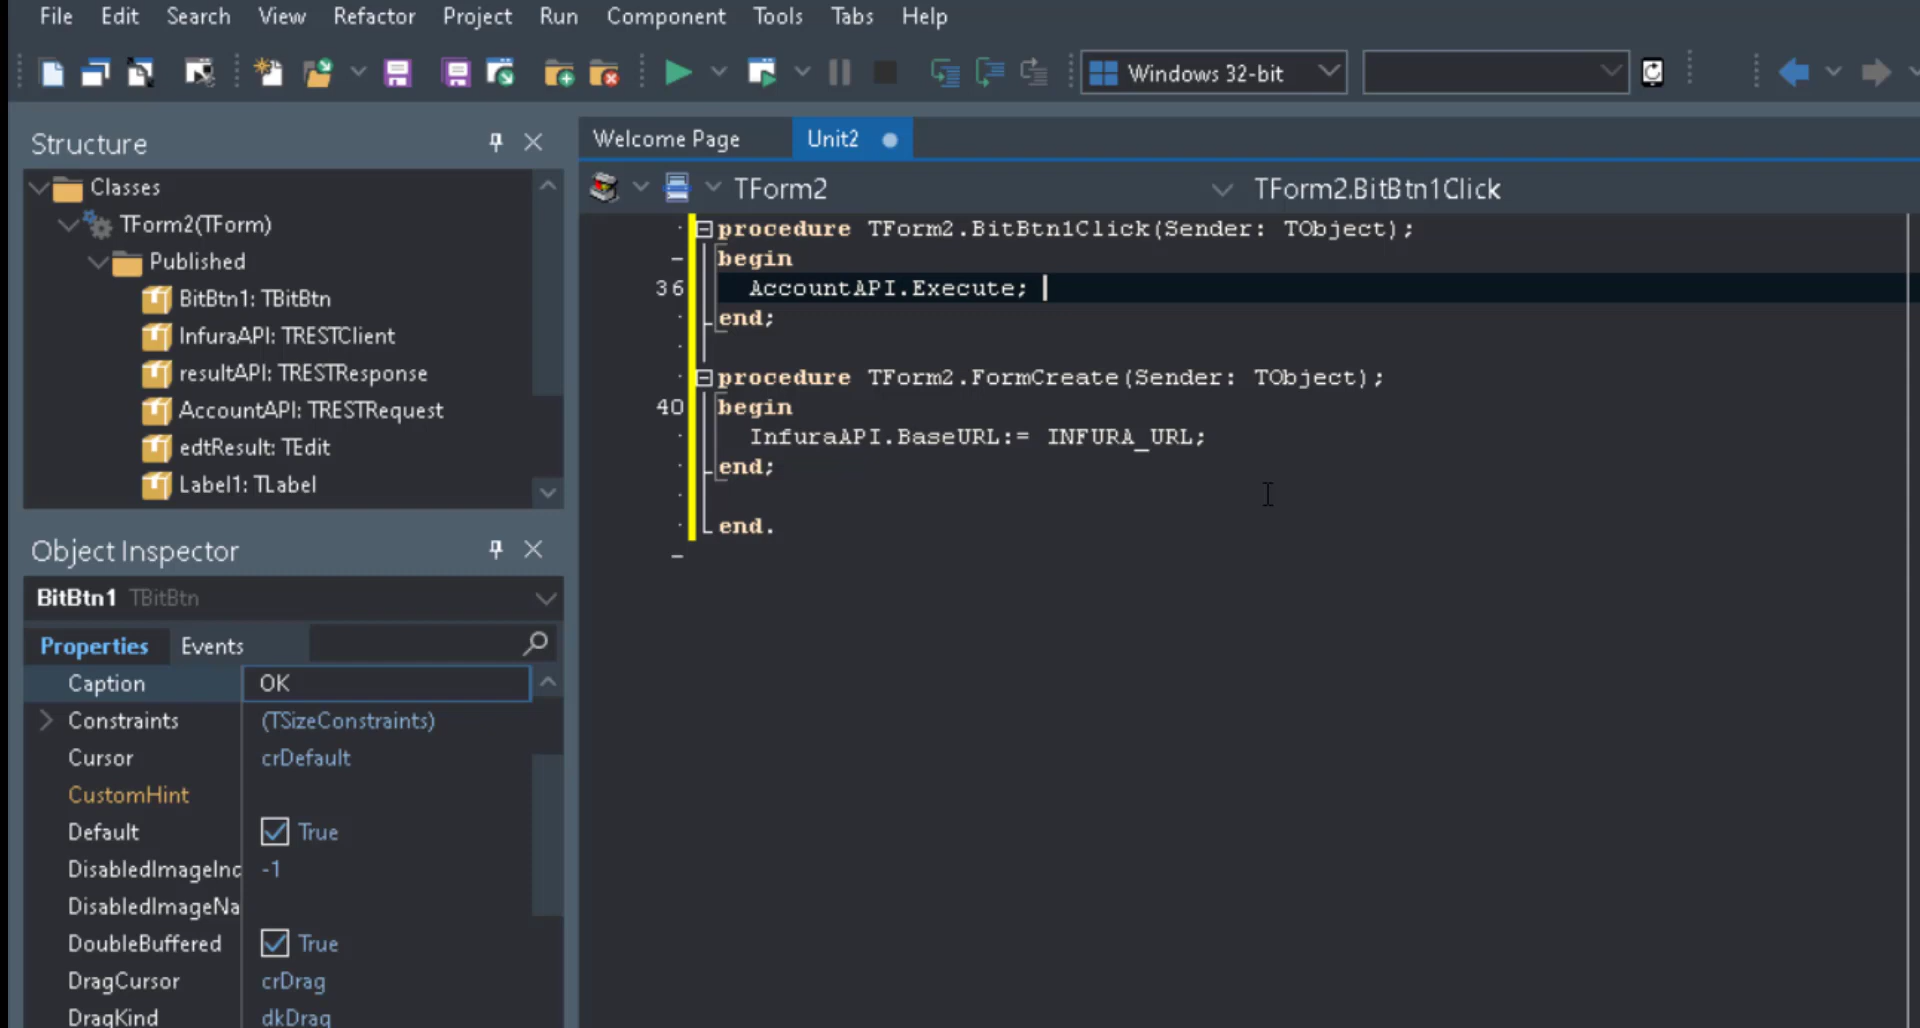 File Edit Search View Refactor Project Run Component Tools Tabs Help
Windows 32-bit
Structure
Classes
TForm2(TForm)
Published
BitBtn1: TBitBtn
InfuraAPI: TRESTClient
resultAPI: TRESTResponse
AccountAPI: TRESTRequest
edtResult: TEdit
Label1: TLabel
Object Inspector
BitBtn1 TBitBtn
Properties Events
Caption OK
Constraints (TSizeConstraints)
Cursor crDefault
CustomHint
Default True
DisabledImageInd -1
DisabledImageNa
DoubleBuffered True
DragCursor crDrag
DragKind dkDrag
Welcome Page Unit2
TForm2 TForm2.BitBtn1Click
procedure TForm2.BitBtn1Click(Sender: TObject);
begin
36 AccountAPI.Execute;
end;
procedure TForm2.FormCreate(Sender: TObject);
40 begin
InfuraAPI.BaseURL:= INFURA_URL;
end;
end.